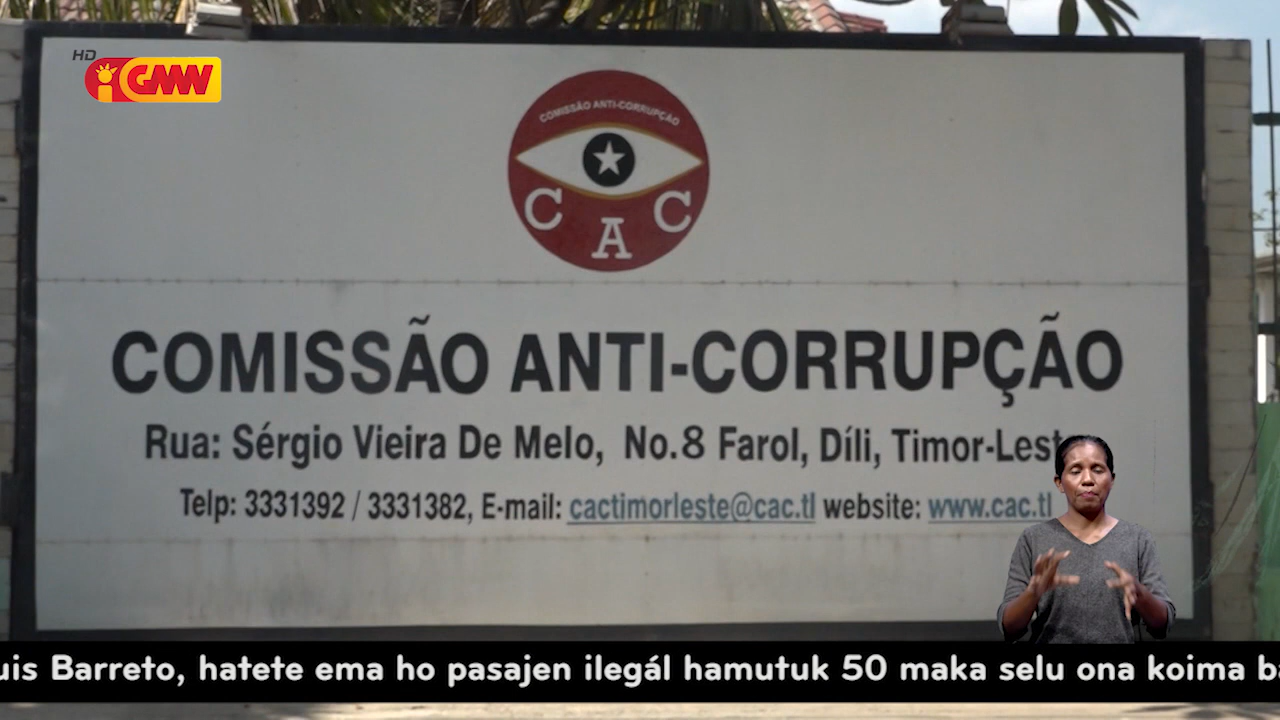 HD
GMW
COMISSÃO ANTI-CORRUPÇÃO
C A C
COMISSÃO ANTI-CORRUPÇÃO
Rua: Sérgio Vieira De Melo, No.8 Farol, Díli, Timor-Lest
Telp: 3331392 / 3331382, E-mail: cactimorleste@cac.tl website: www.cac.tl
uis Barreto, hatete ema ho pasajen ilegál hamutuk 50 maka selu ona koima ba